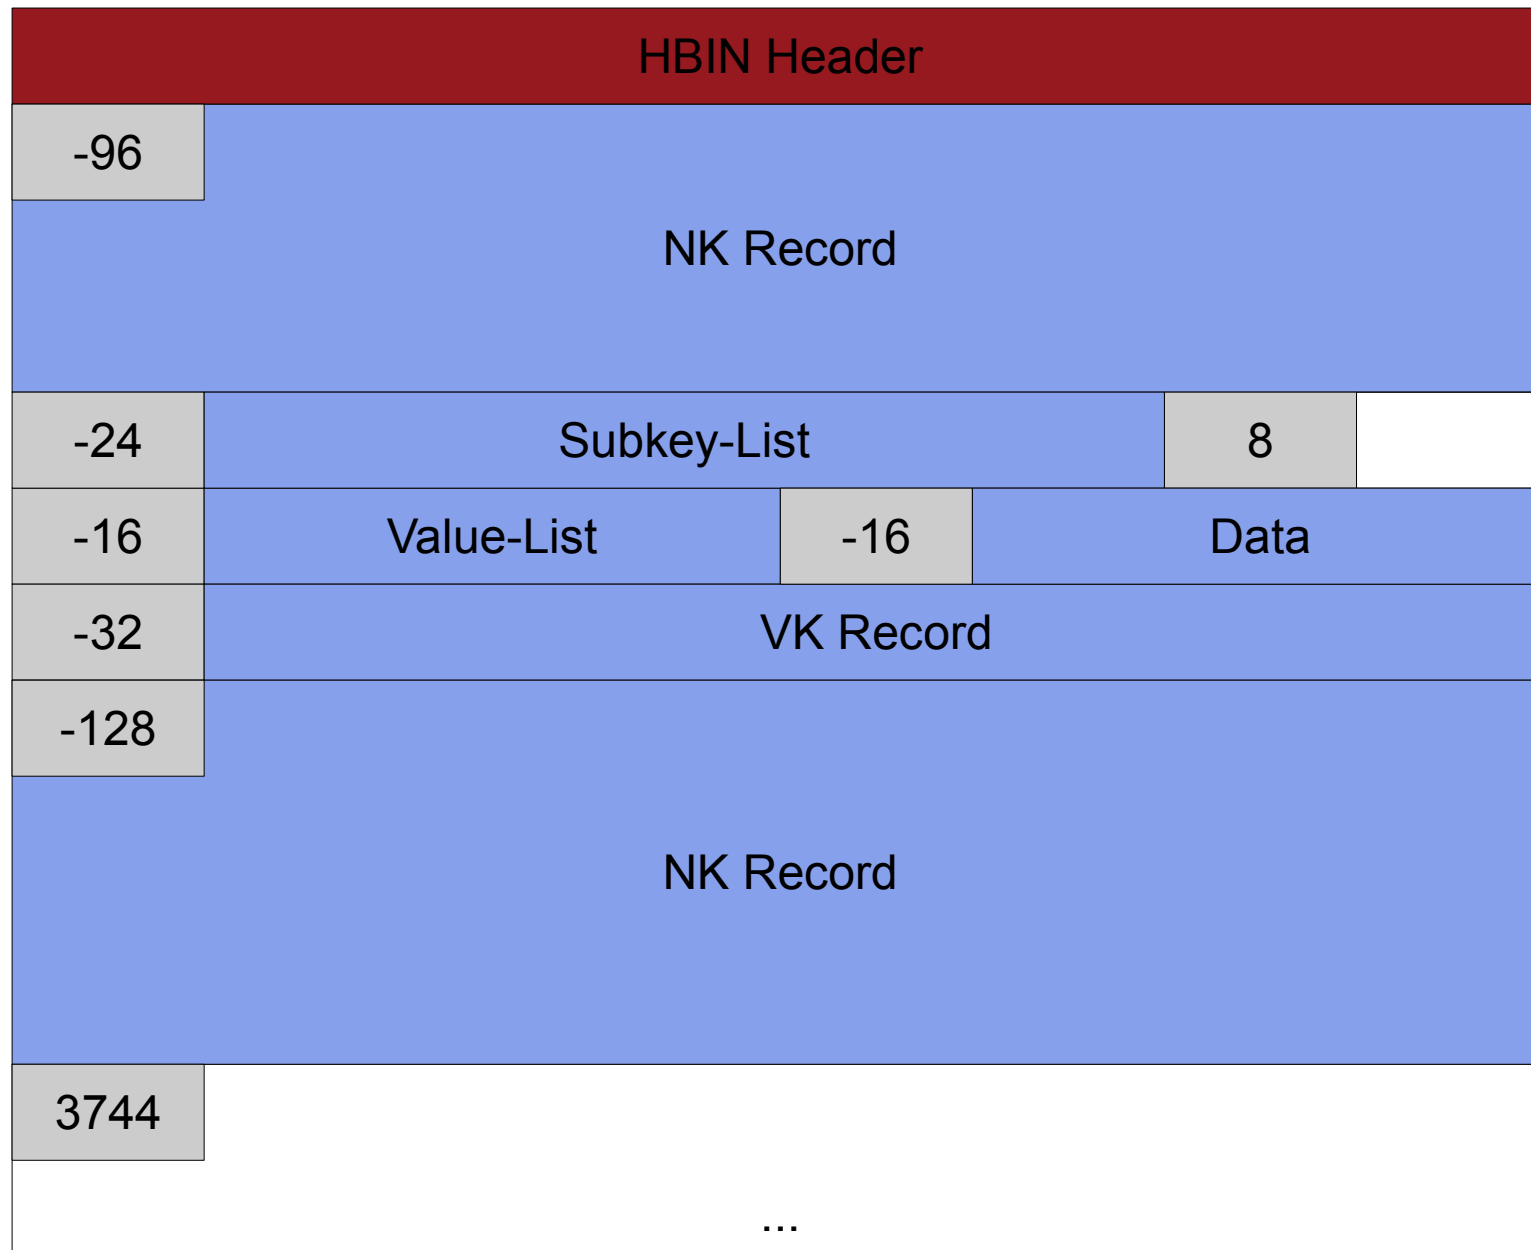 HBIN Header
-96
NK Record
-24 Subkey-List 8
-16 Value-List -16 Data
-32 VK Record
-128
NK Record
3744
...